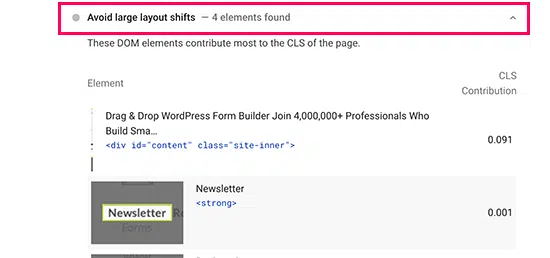 Avoid large layout shifts — 4 elements found
These DOM elements contribute most to the CLS of the page.
Element
CLS
Contribution
Drag & Drop WordPress Form Builder Join 4,000,000+ Professionals Who
Build Sma…
<div id="content" class="site-inner">
0.091
Newsletter
Forms
Newsletter
<strong>
0.001